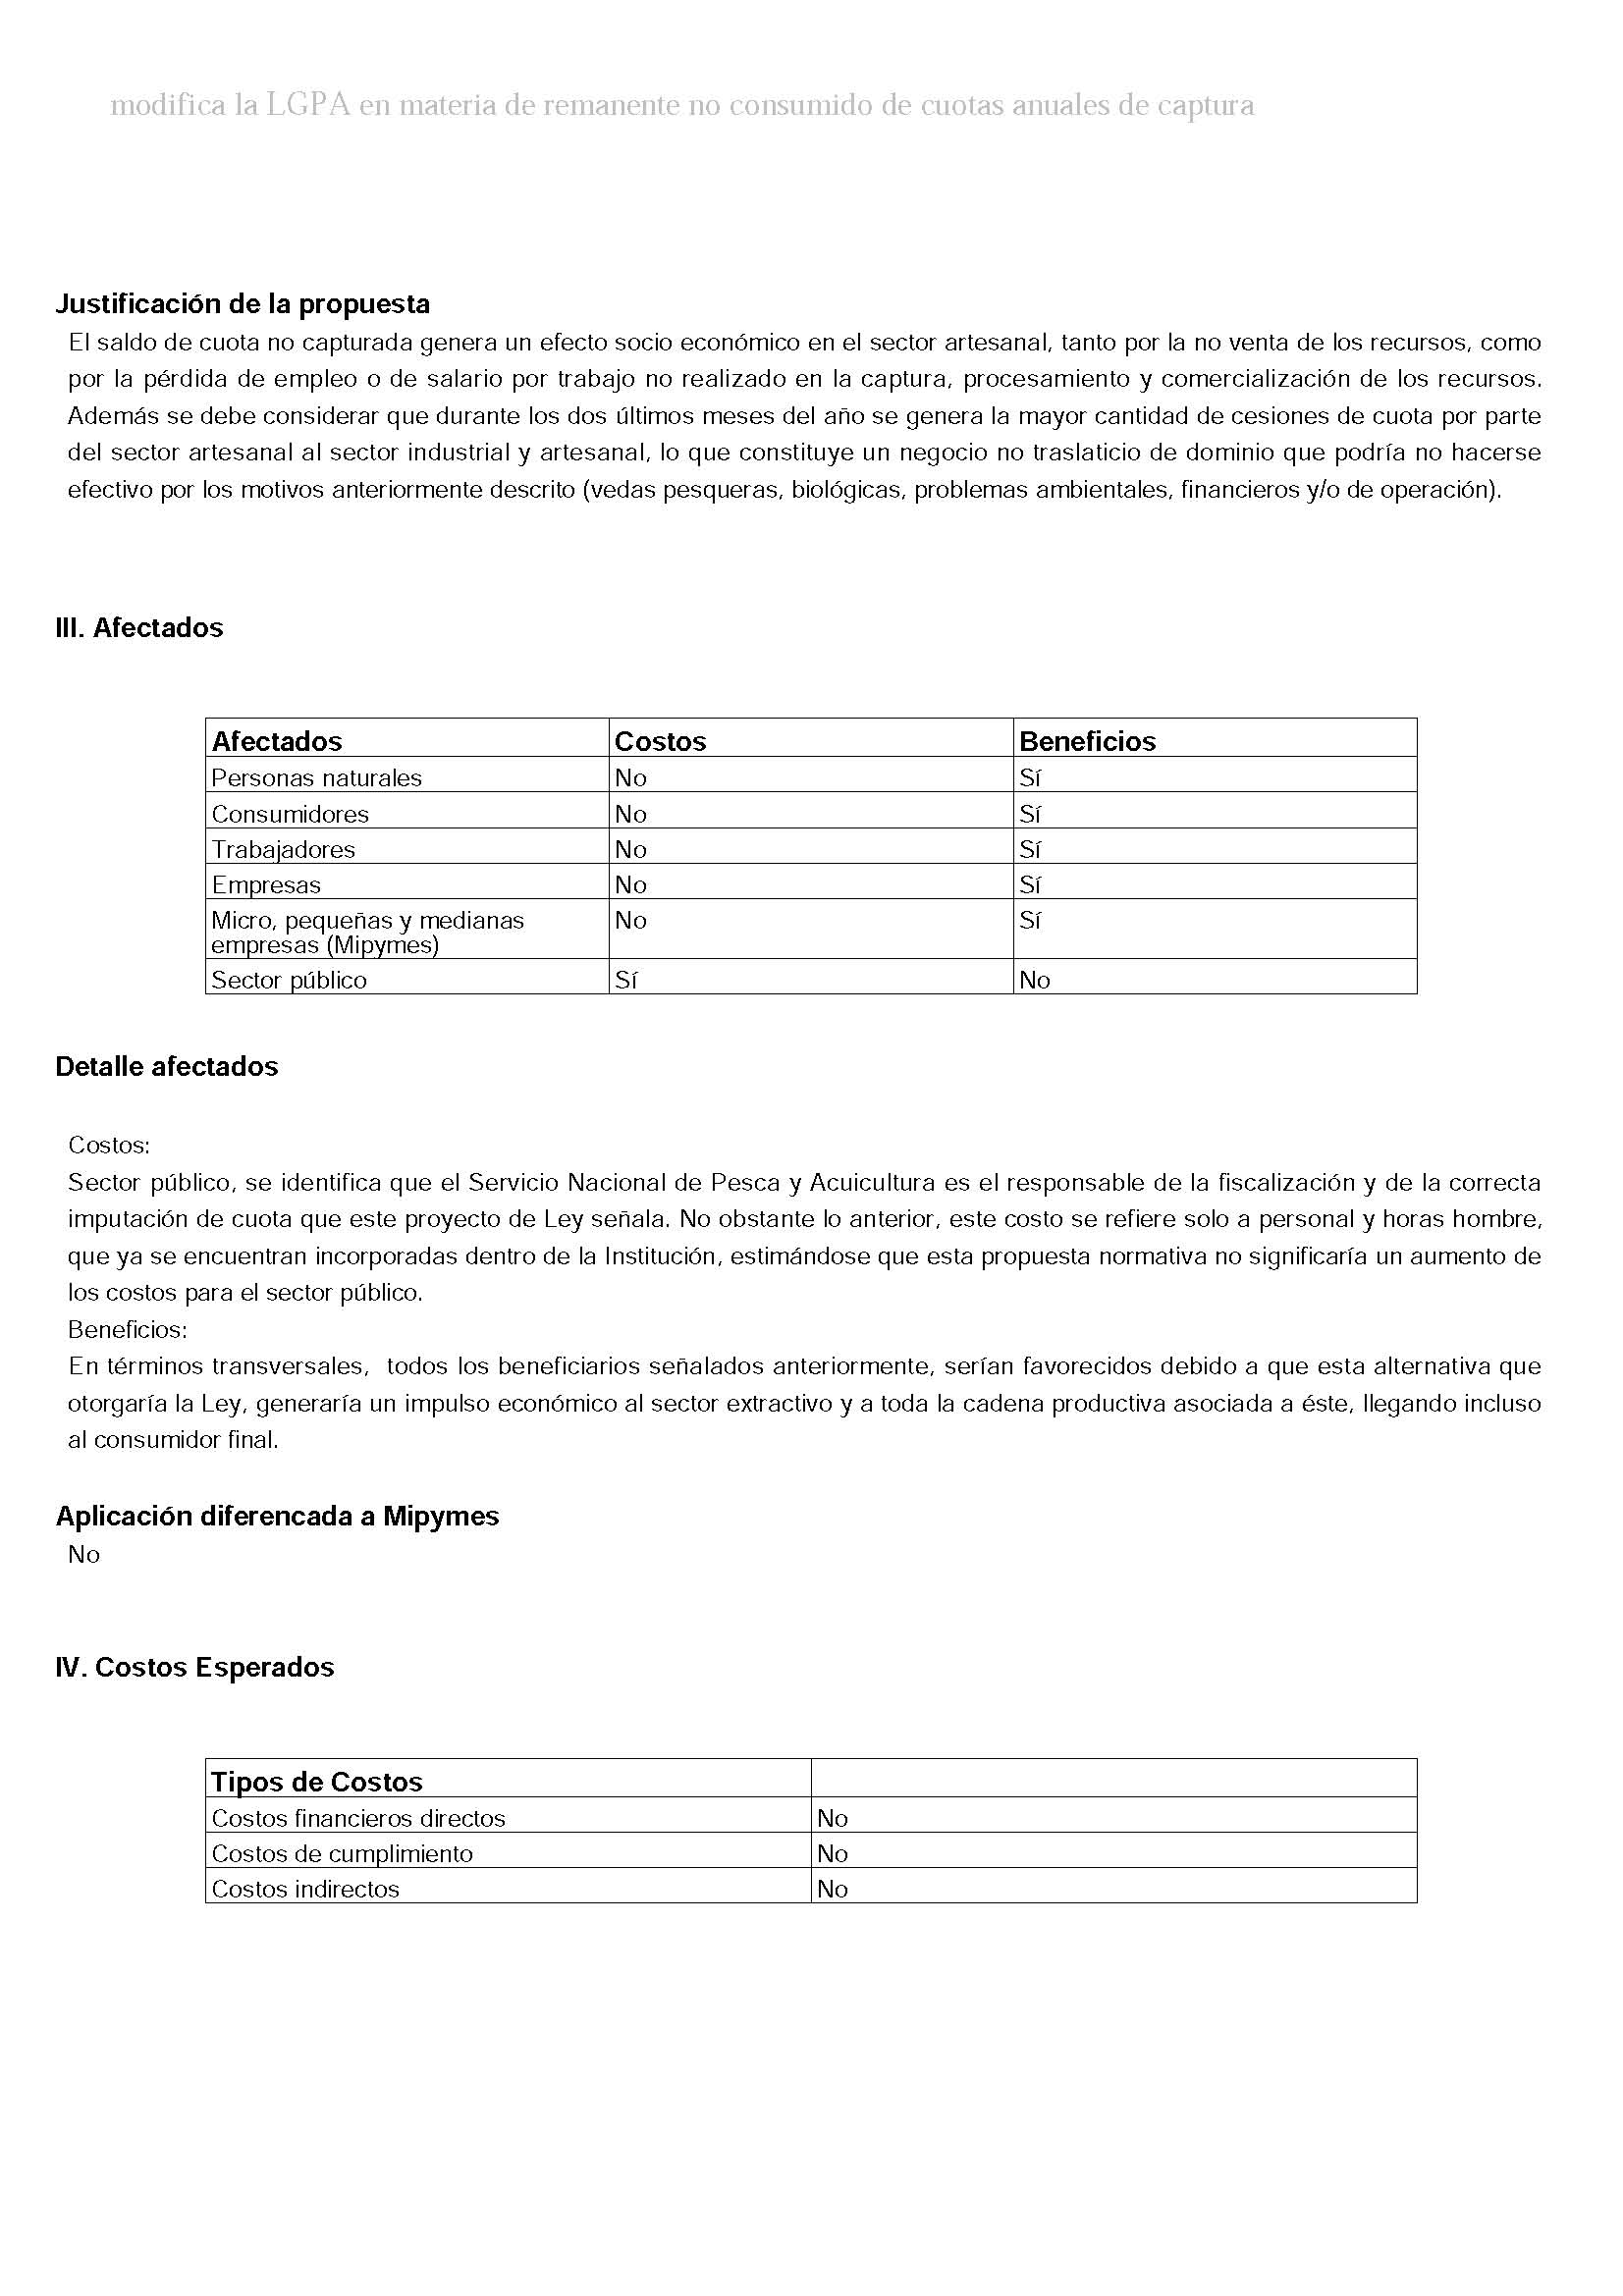 modifica la LGPA en materia de remanente no consumido de cuotas anuales de captura
Justificación de la propuesta
El saldo de cuota no capturada genera un efecto socio económico en el sector artesanal, tanto por la no venta de los recursos, como
por la pérdida de empleo o de salario por trabajo no realizado en la captura, procesamiento y comercialización de los recursos.
Además se debe considerar que durante los dos últimos meses del año se genera la mayor cantidad de cesiones de cuota por parte
del sector artesanal al sector industrial y artesanal, lo que constituye un negocio no traslaticio de dominio que podría no hacerse
efectivo por los motivos anteriormente descrito (vedas pesqueras, biológicas, problemas ambientales, financieros y/o de operación).
III. Afectados
Afectados Costos Beneficios
Personas naturales No Sí
Consumidores No Sí
Trabajadores No Sí
Empresas No Sí
Micro, pequeñas y medianas No Sí
empresas (Mipymes)
Sector público Sí No
Detalle afectados
Costos:
Sector público, se identifica que el Servicio Nacional de Pesca y Acuicultura es el responsable de la fiscalización y de la correcta
imputación de cuota que este proyecto de Ley señala. No obstante lo anterior, este costo se refiere solo a personal y horas hombre,
que ya se encuentran incorporadas dentro de la Institución, estimándose que esta propuesta normativa no significaría un aumento de
los costos para el sector público.
Beneficios:
En términos transversales, todos los beneficiarios señalados anteriormente, serían favorecidos debido a que esta alternativa que
otorgaría la Ley, generaría un impulso económico al sector extractivo y a toda la cadena productiva asociada a éste, llegando incluso
al consumidor final.
Aplicación diferencada a Mipymes
No
IV. Costos Esperados
Tipos de Costos
Costos financieros directos No
Costos de cumplimiento No
Costos indirectos No